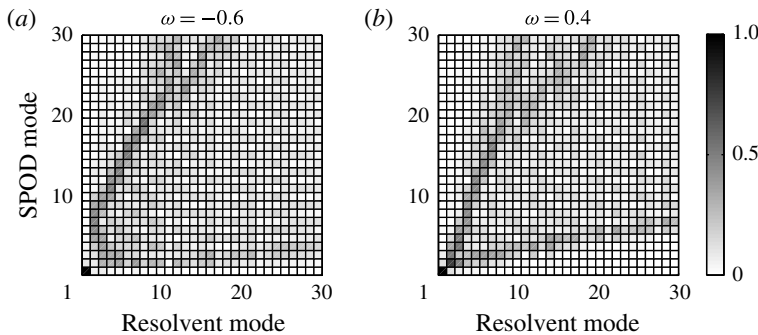 (a) ω = −0.6
(b) ω = 0.4
SPOD mode
30
20
10
1 10 20 30
Resolvent mode
30
20
10
1 10 20 30
Resolvent mode
1.0
0.5
0